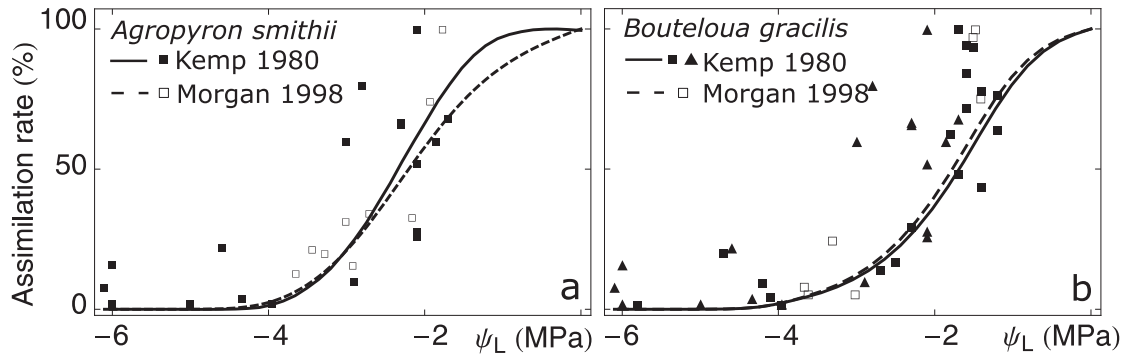 100
50
0
Assimilation rate (%)
Agropyron smithii
Kemp 1980
Morgan 1998
a
−6
−4
−2
ψL (MPa)
Bouteloua gracilis
Kemp 1980
Morgan 1998
b
−6
−4
−2
ψL (MPa)